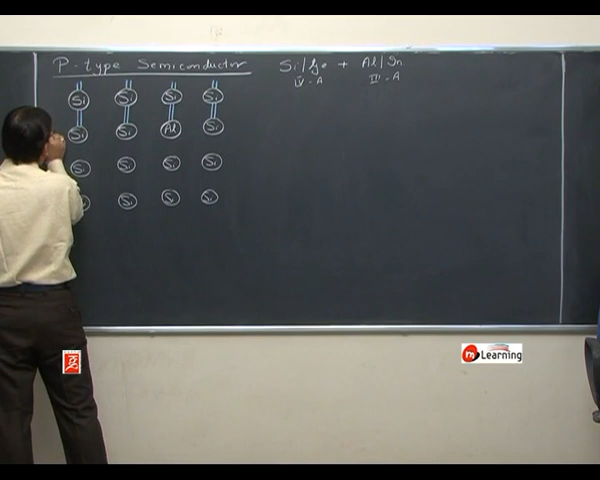 P-type Semiconductor
Si/Ge + Al/In
IV-A III-A
Si Si Si Si
Si Si Al Si
Si Si Si Si
Si Si Si
m Learning